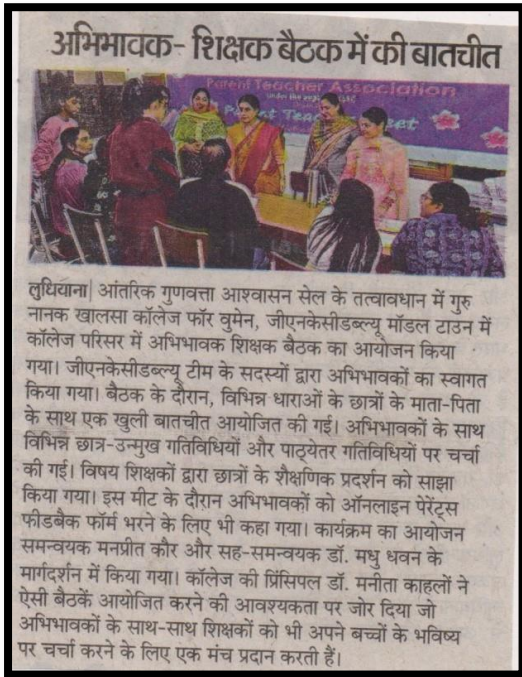 अभिभावक- शिक्षक बैठक में की बातचीत
Parent Teacher Association
under the
Parent Teac
eet
लुधियाना| आंतरिक गुणवत्ता आश्वासन सेल के तत्वावधान में गुरु
नानक खालसा कॉलेज फॉर वुमेन, जीएनकेसीडब्ल्यू मॉडल टाउन में
कॉलेज परिसर में अभिभावक शिक्षक बैठक का आयोजन किया
गया। जीएनकेसीडब्ल्यू टीम के सदस्यों द्वारा अभिभावकों का स्वागत
किया गया। बैठक के दौरान, विभिन्न धाराओं के छात्रों के माता-पिता
के साथ एक खुली बातचीत आयोजित की गई। अभिभावकों के साथ
विभिन्न छात्र-उन्मुख गतिविधियों और पाठ्येतर गतिविधियों पर चर्चा
की गई। विषय शिक्षकों द्वारा छात्रों के शैक्षणिक प्रदर्शन को साझा
किया गया। इस मीट के दौरान अभिभावकों को ऑनलाइन पेरेंट्स
फीडबैक फॉर्म भरने के लिए भी कहा गया। कार्यक्रम का आयोजन
समन्वयक मनप्रीत कौर और सह-समन्वयक डॉ. मधु धवन के
मार्गदर्शन में किया गया। कॉलेज की प्रिंसिपल डॉ. मनीता काहलों ने
ऐसी बैठकें आयोजित करने की आवश्यकता पर जोर दिया जो
अभिभावकों के साथ-साथ शिक्षकों को भी अपने बच्चों के भविष्य
पर चर्चा करने के लिए एक मंच प्रदान करती हैं।